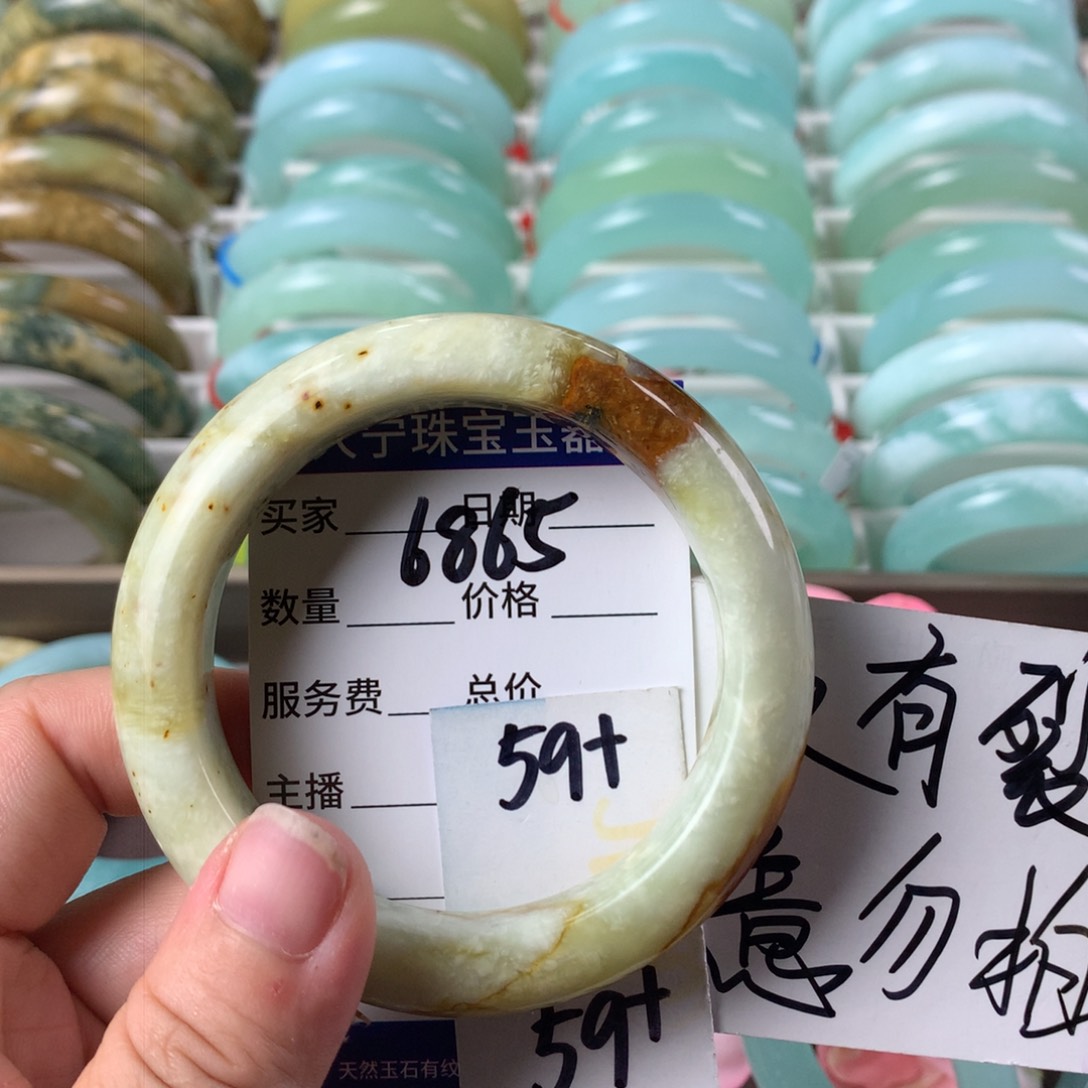 宁珠宝玉器
买家 日期
6865
数量 价格
服务费 总价
主播
59+
有裂
意勿抢
59+
天然玉石有纹